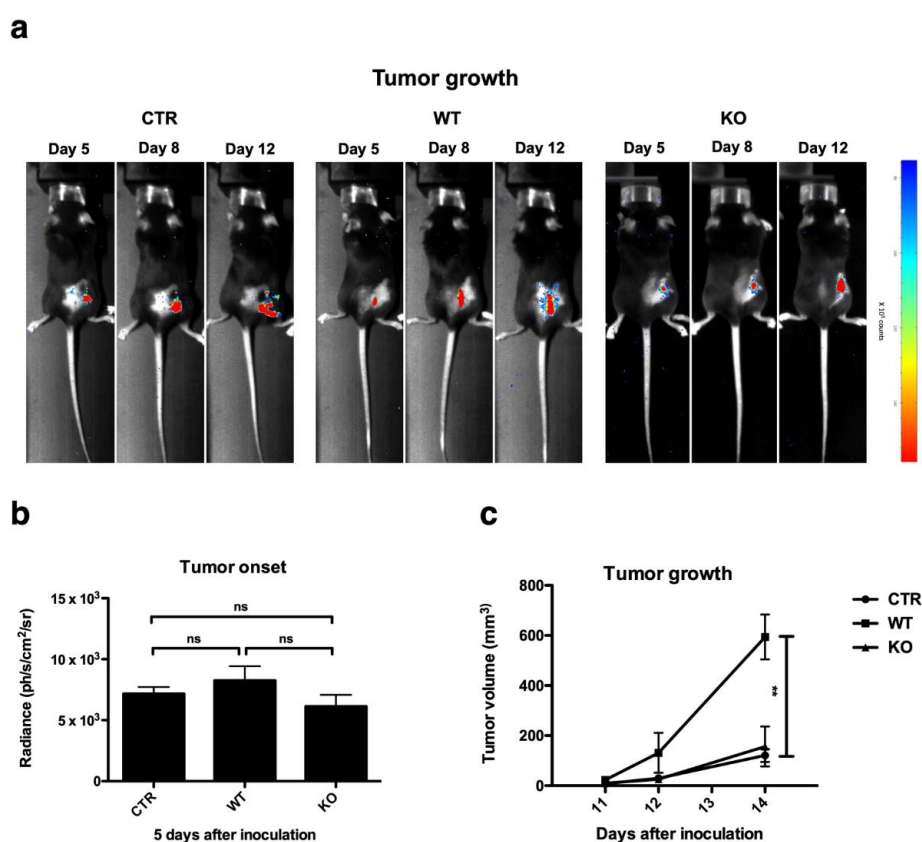 a
Tumor growth
CTR WT KO
Day 5 Day 8 Day 12 Day 5 Day 8 Day 12 Day 5 Day 8 Day 12
b
Tumor onset
15 x 10³
10 x 10³
5 x 10³
0
ns
ns ns
Radiance (ph/s/cm²/sr)
CTR WT KO
5 days after inoculation
c
Tumor growth
800
600
400
200
0
Tumor volume (mm³)
**
11 12 13 14
Days after inoculation
CTR
WT
KO